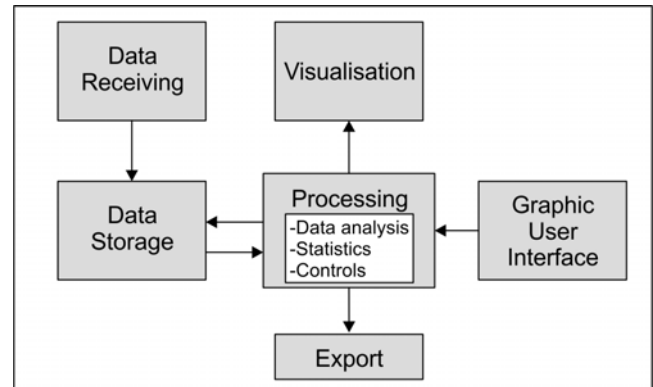 Data
Receiving
Visualisation
Data
Storage
Processing
-Data analysis
-Statistics
-Controls
Graphic
User
Interface
Export